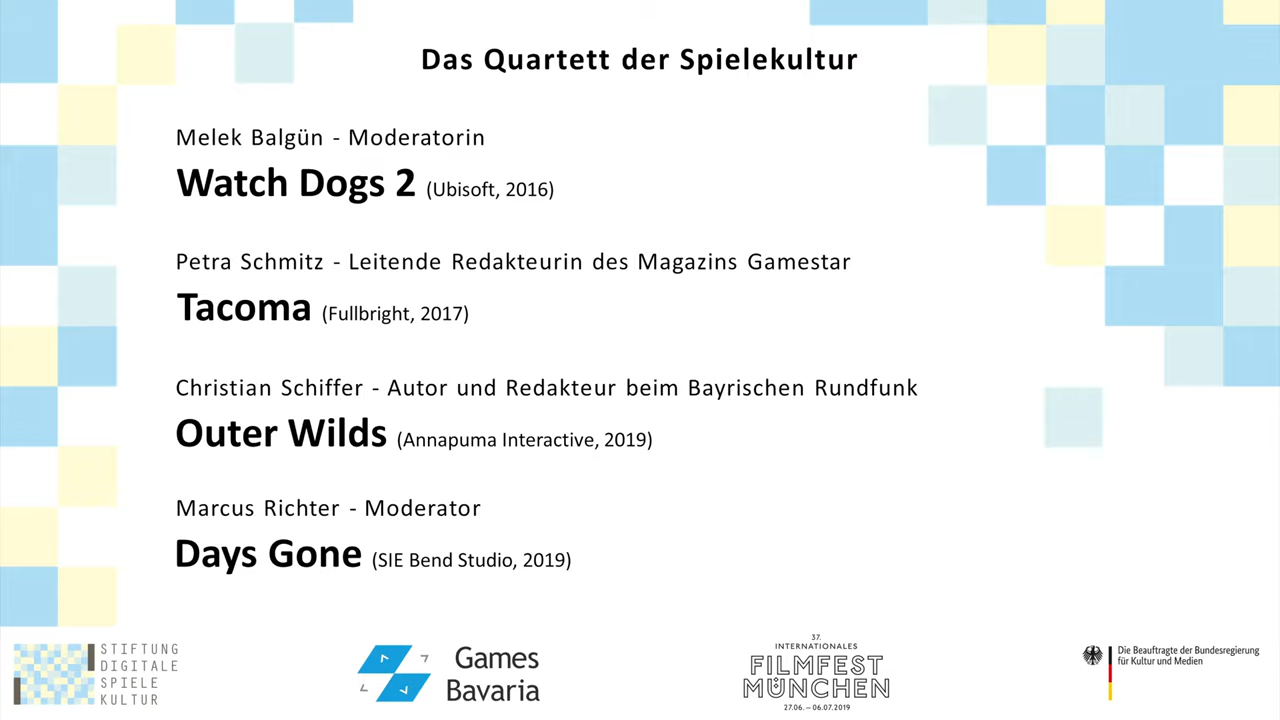 Das Quartett der Spielekultur
Melek Balgün - Moderatorin
Watch Dogs 2 (Ubisoft, 2016)
Petra Schmitz - Leitende Redakteurin des Magazins Gamestar
Tacoma (Fullbright, 2017)
Christian Schiffer - Autor und Redakteur beim Bayrischen Rundfunk
Outer Wilds (Annapuma Interactive, 2019)
Marcus Richter - Moderator
Days Gone (SIE Bend Studio, 2019)
STIFTUNG
DIGITALE
SPIELE
KULTUR
Games
Bavaria
37.
INTERNATIONALES
FILMFEST
MÜNCHEN
27.06. – 06.07.2019
Die Beauftragte der Bundesregierung
für Kultur und Medien